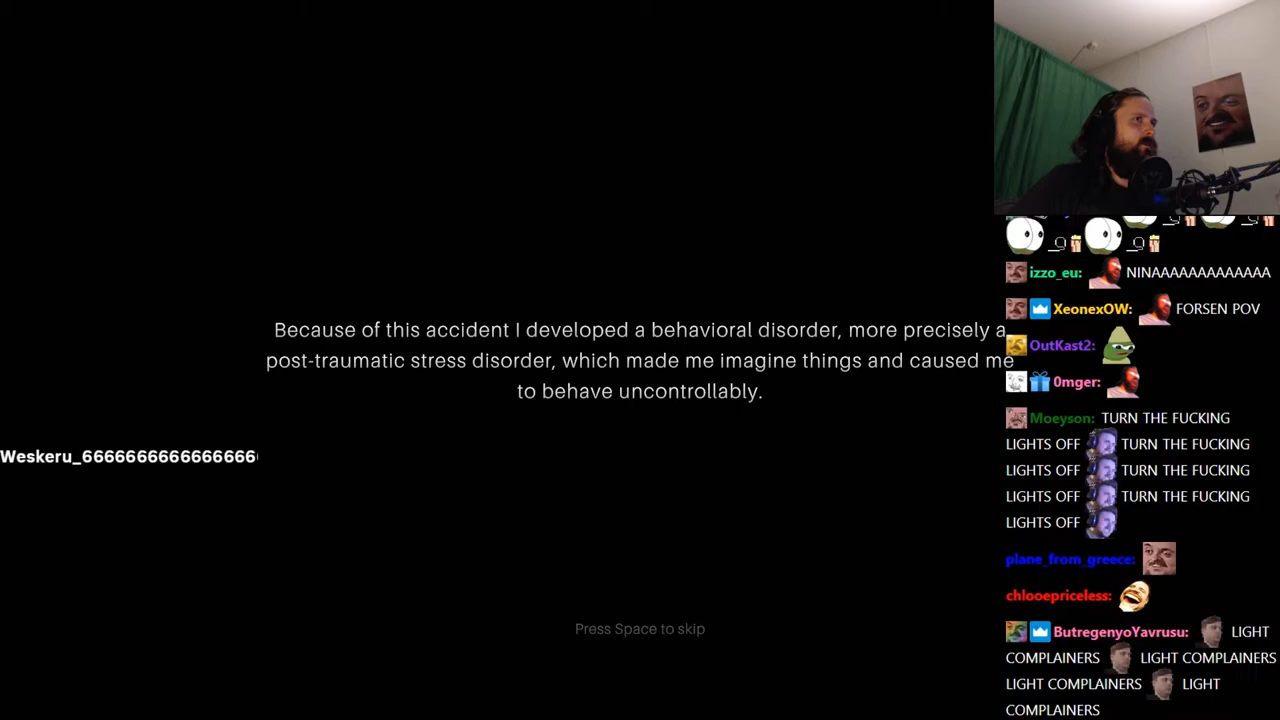 Because of this accident I developed a behavioral disorder, more precisely a
post-traumatic stress disorder, which made me imagine things and caused me
to behave uncontrollably.
Weskeru_6666666666666666
Press Space to skip
izzo_eu: NINAAAAAAAAAAAAA
XeonexOW: FORSEN POV
OutKast2:
0mger:
Moeyson: TURN THE FUCKING
LIGHTS OFF TURN THE FUCKING
LIGHTS OFF TURN THE FUCKING
LIGHTS OFF TURN THE FUCKING
LIGHTS OFF
plane_from_greece:
chlooepriceless:
ButregenyoYavrusu: LIGHT
COMPLAINERS LIGHT COMPLAINERS
LIGHT COMPLAINERS LIGHT
COMPLAINERS